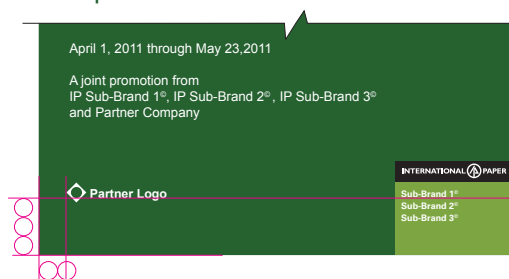 April 1, 2011 through May 23,2011
A joint promotion from
IP Sub-Brand 1©, IP Sub-Brand 2©, IP Sub-Brand 3©
and Partner Company
INTERNATIONAL PAPER
Partner Logo
Sub-Brand 1©
Sub-Brand 2©
Sub-Brand 3©